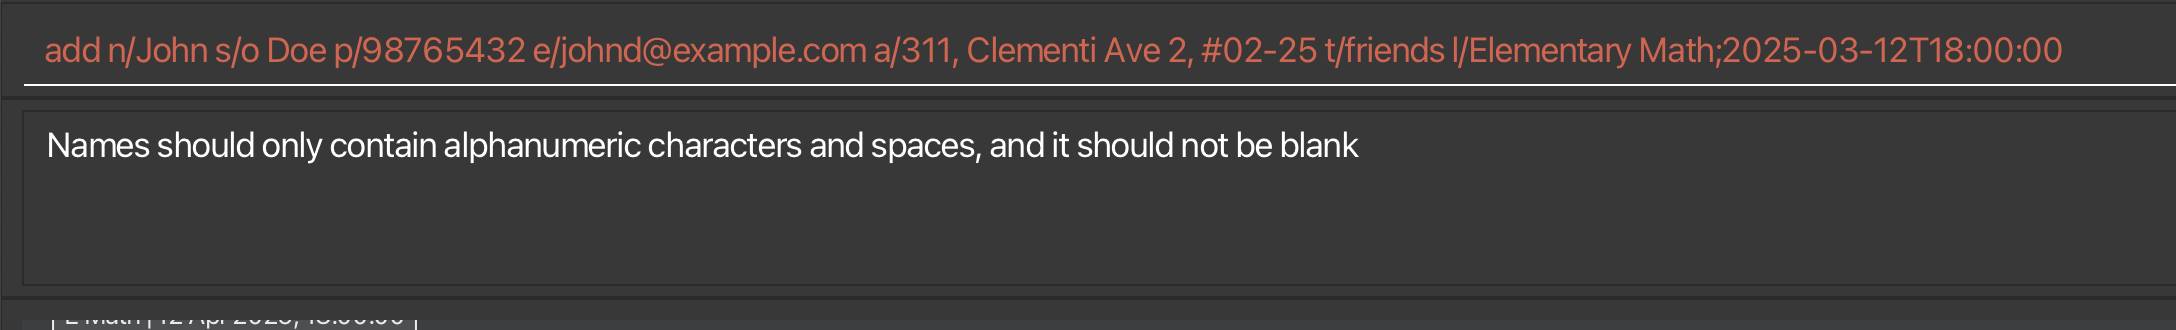 add n/John s/o Doe p/98765432 e/johnd@example.com a/311, Clementi Ave 2, #02-25 t/friends l/Elementary Math;2025-03-12T18:00:00
Names should only contain alphanumeric characters and spaces, and it should not be blank